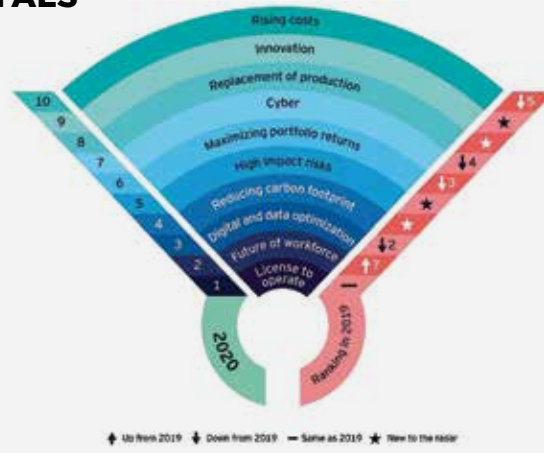 Rising costs
Innovation
Replacement of production
Cyber
Maximizing portfolio returns
High impact risks
Reducing carbon footprint
Digital and data optimization
Future of workforce
License to
operate
10
9
8
7
6
5
4
3
2
1
5
4
3
2
7
2020
Ranking in 2019
Up from 2019 Down from 2019 Same as 2019 New to the radar